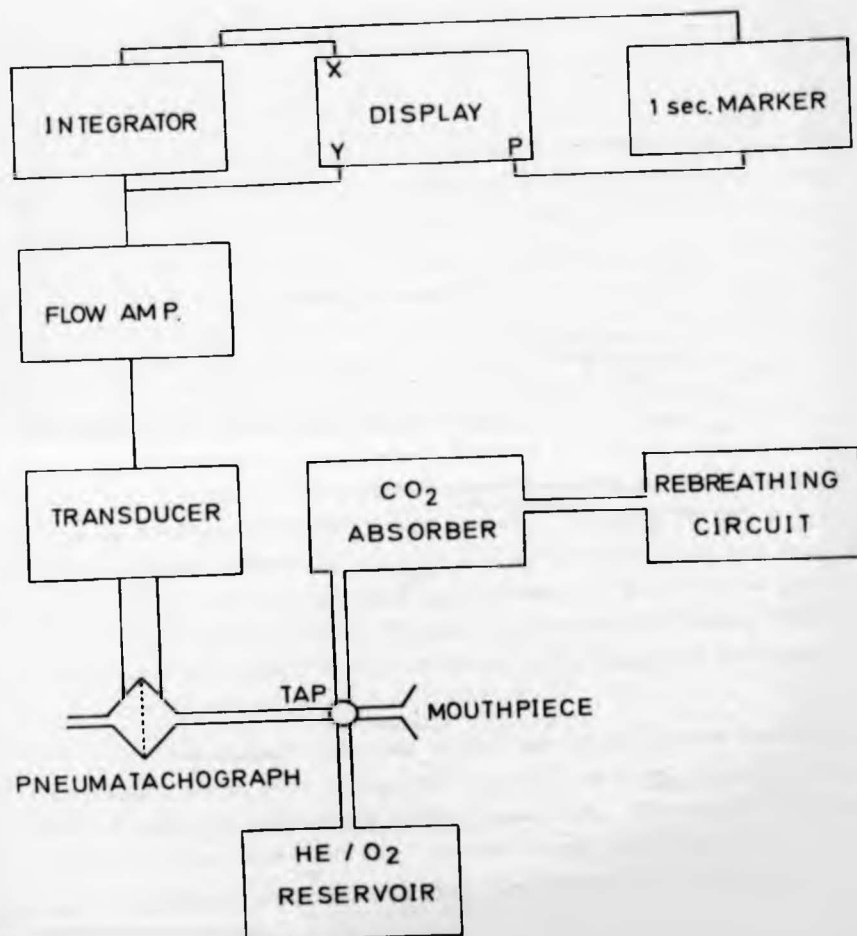 X
INTEGRATOR
DISPLAY
1 sec. MARKER
Y
P
FLOW AMP.
TRANSDUCER
CO2
ABSORBER
REBREATHING
CIRCUIT
TAP
MOUTHPIECE
PNEUMATACHOGRAPH
HE / O2
RESERVOIR